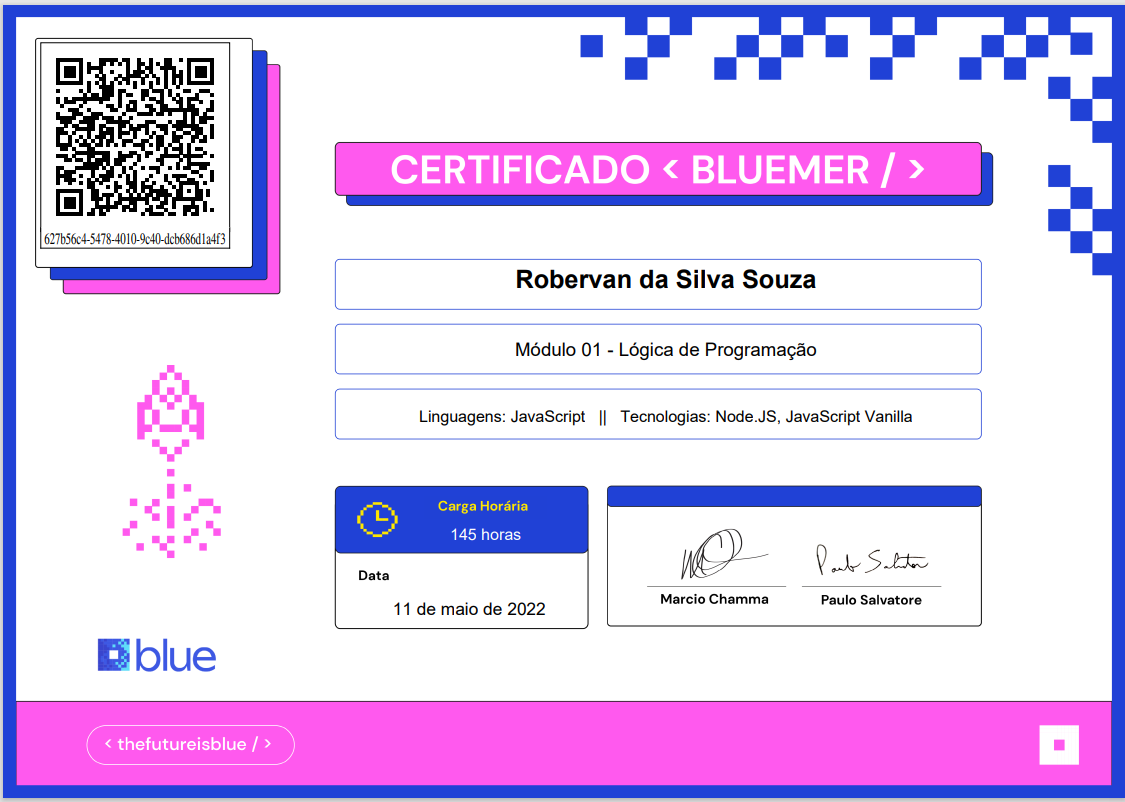 627b56c4-5478-4010-9c40-dcb686d1a4f3
CERTIFICADO < BLUEMER / >
Robervan da Silva Souza
Módulo 01 - Lógica de Programação
Linguagens: JavaScript || Tecnologias: Node.JS, JavaScript Vanilla
Carga Horária
145 horas
Data
11 de maio de 2022
Paulo Salvatore
Marcio Chamma
Paulo Salvatore
blue
< thefutureisblue / >